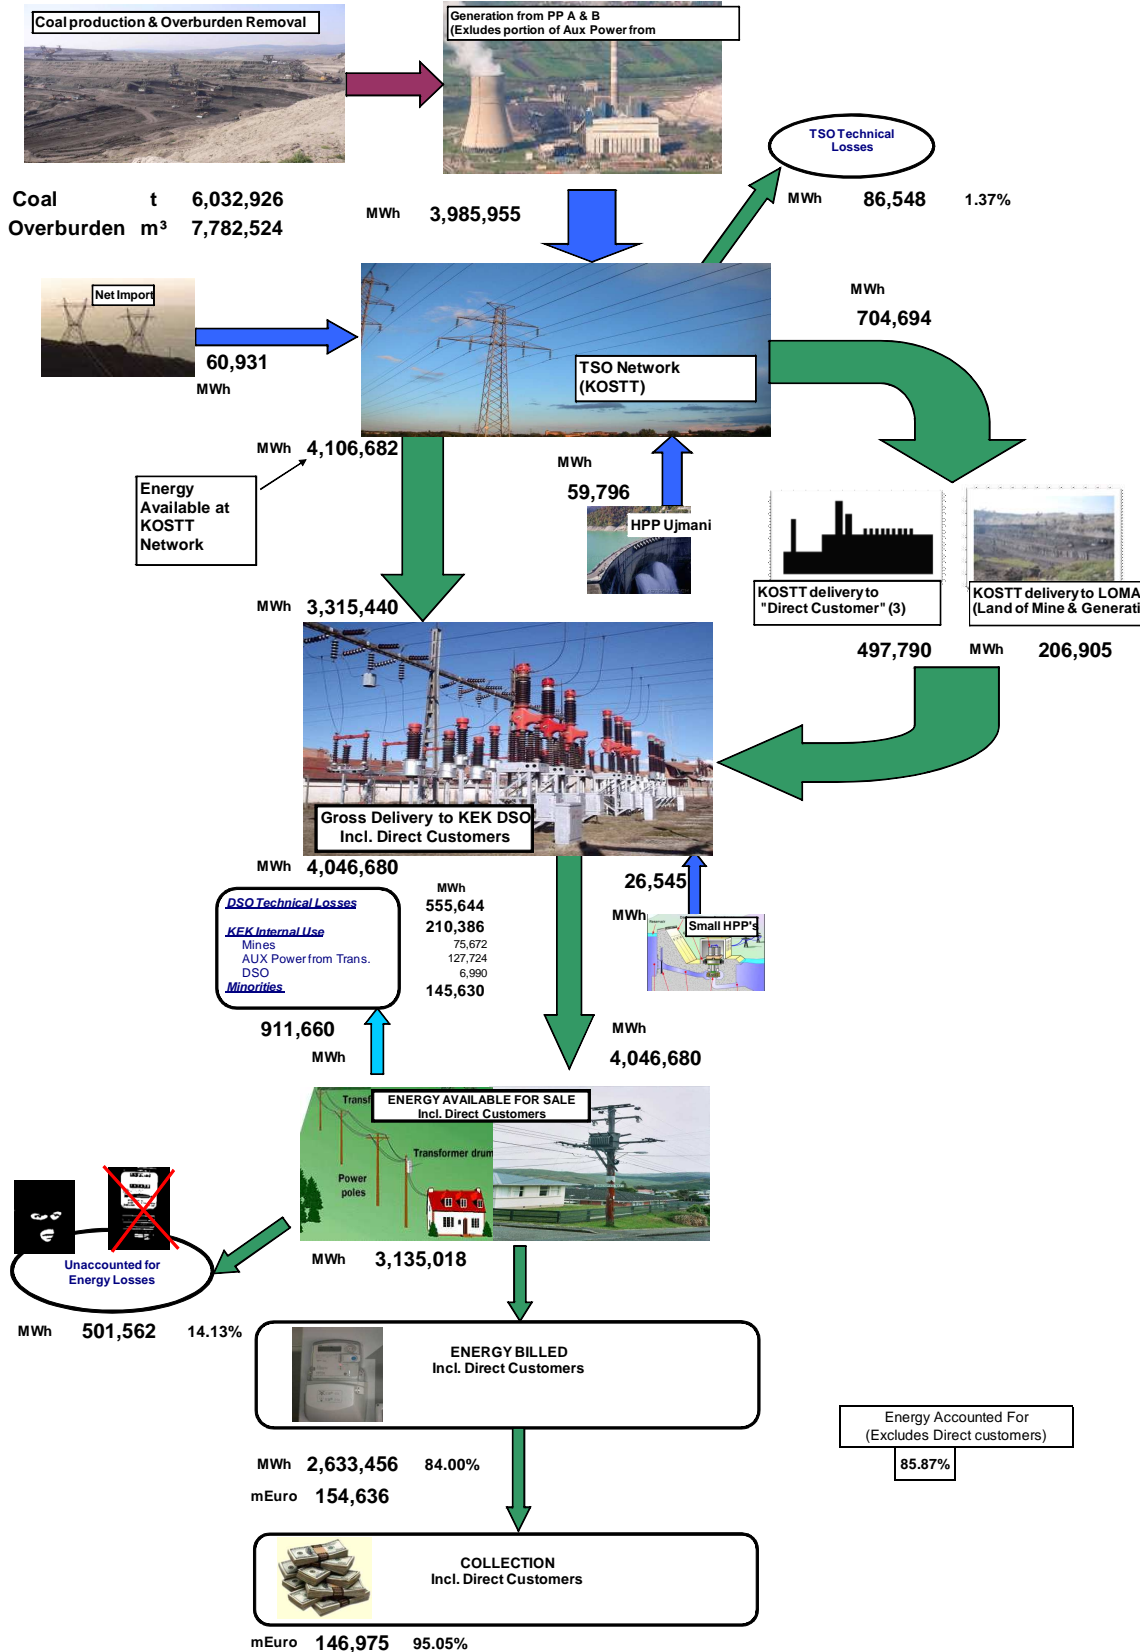 Coal production & Overburden Removal
Generation from PP A & B
(Exludes portion of Aux Power from
TSO Technical
Losses
MWh 86,548 1.37%
Coal t 6,032,926
Overburden m³ 7,782,524
MWh 3,985,955
Net Import
60,931
MWh
MWh
704,694
TSO Network
(KOSTT)
MWh 4,106,682
Energy
Available at
KOSTT
Network
MWh
59,796
HPP Ujmani
KOSTT delivery to
"Direct Customer" (3)
KOSTT delivery to LOMA
(Land of Mine & Generati
497,790 MWh 206,905
MWh 3,315,440
Gross Delivery to KEK DSO
Incl. Direct Customers
MWh 4,046,680
26,545
MWh
Reservoir
Small HPP's
MWh
DSO Technical Losses 555,644
KEK Internal Use 210,386
Mines 75,672
AUX Power from Trans. 127,724
DSO 6,990
Minorities 145,630
911,660
MWh
MWh
4,046,680
Transf
ENERGY AVAILABLE FOR SALE
Incl. Direct Customers
Transformer drum
Power
poles
MWh 3,135,018
Unaccounted for
Energy Losses
MWh 501,562 14.13%
ENERGY BILLED
Incl. Direct Customers
Energy Accounted For
(Excludes Direct customers)
85.87%
MWh 2,633,456 84.00%
mEuro 154,636
COLLECTION
Incl. Direct Customers
mEuro 146,975 95.05%